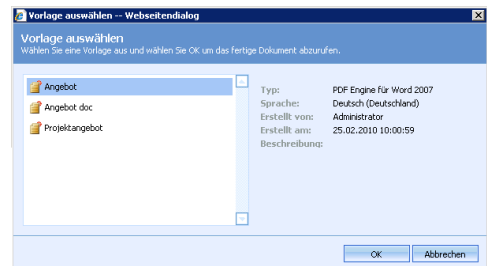 Vorlage auswählen -- Webseitendialog
Vorlage auswählen
Wählen Sie eine Vorlage aus und wählen Sie OK um das fertige Dokument abzurufen.
Angebot
Angebot doc
Projektangebot
Typ: PDF Engine für Word 2007
Sprache: Deutsch (Deutschland)
Erstellt von: Administrator
Erstellt am: 25.02.2010 10:00:59
Beschreibung:
OK Abbrechen